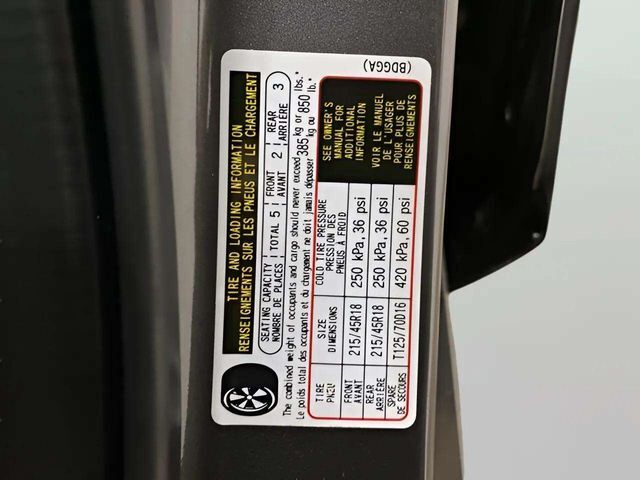 (BDGGA)
TIRE AND LOADING INFORMATION
RENSEIGNEMENTS SUR LES PNEUS ET LE CHARGEMENT
SEATING CAPACITY
NOMBRE DE PLACES
TOTAL 5
FRONT
AVANT
2
REAR
ARRIÈRE
3
The combined weight of occupants and cargo should never exceed 385 kg or 850 lbs.*
Le poids total des occupants et du chargement ne doit jamais dépasser kg ou lb.*
TIRE
PNEU
SIZE
DIMENSIONS
COLD TIRE PRESSURE
PRESSION DES
PNEUS À FROID
FRONT
AVANT
215/45R18
250 kPa, 36 psi
REAR
ARRIÈRE
215/45R18
250 kPa, 36 psi
SPARE
DE SECOURS
T125/70D16
420 kPa, 60 psi
SEE OWNER'S
MANUAL FOR
ADDITIONAL
INFORMATION
VOIR LE MANUEL
DE L'USAGER
POUR PLUS DE
RENSEIGNEMENTS